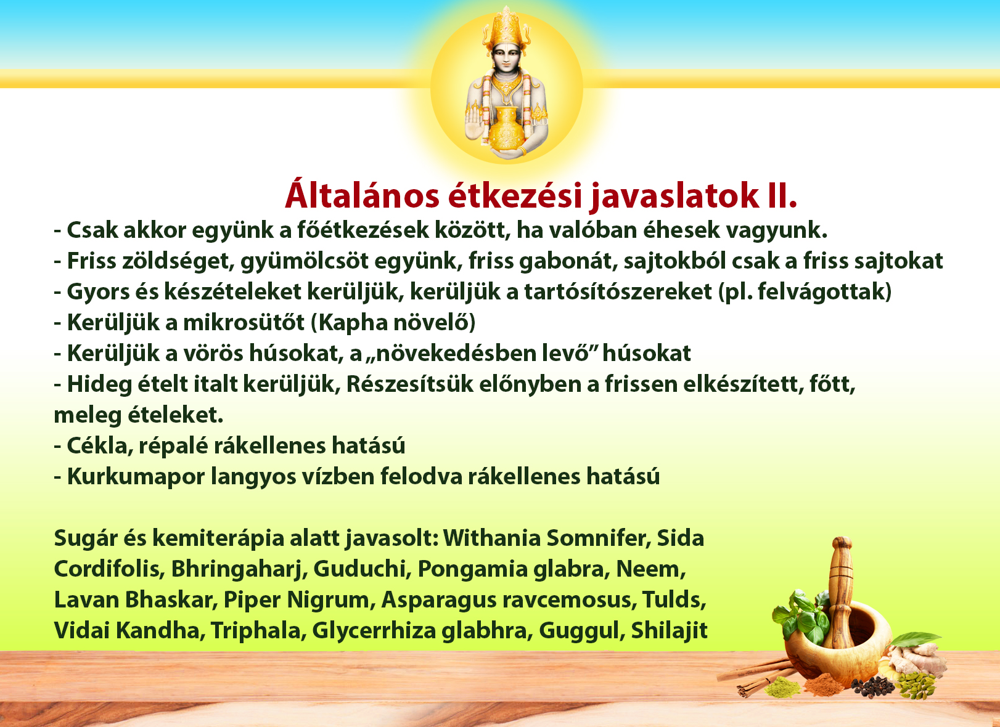 Általános étkezési javaslatok II.
- Csak akkor együnk a főétkezések között, ha valóban éhesek vagyunk.
- Friss zöldséget, gyümölcsöt együnk, friss gabonát, sajtokból csak a friss sajtokat
- Gyors és készételeket kerüljük, kerüljük a tartósítószereket (pl. felvágottak)
- Kerüljük a mikrosütőt (Kapha növelő)
- Kerüljük a vörös húsokat, a „növekedésben levő” húsokat
- Hideg ételt italt kerüljük, Részesítsük előnyben a frissen elkészített, főtt,
meleg ételeket.
- Cékla, répalé rákellenes hatású
- Kurkumapor langyos vízben felodva rákellenes hatású
Sugár és kemiterápia alatt javasolt: Withania Somnifer, Sida
Cordifolis, Bhringaharj, Guduchi, Pongamia glabra, Neem,
Lavan Bhaskar, Piper Nigrum, Asparagus ravcemosus, Tulds,
Vidai Kandha, Triphala, Glycerrhiza glabhra, Guggul, Shilajit